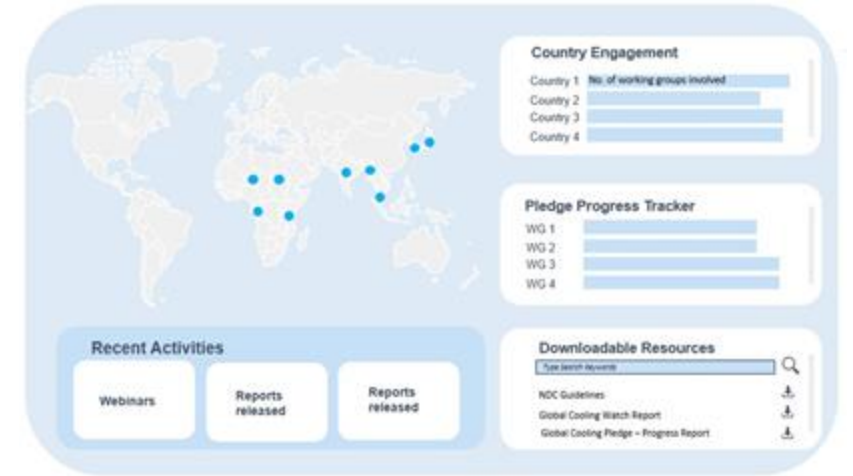 Country Engagement
Country 1 No. of working groups involved
Country 2
Country 3
Country 4
Pledge Progress Tracker
WG 1
WG 2
WG 3
WG 4
Recent Activities
Webinars
Reports
released
Reports
released
Downloadable Resources
Type Search Keywords
NDC Guidelines
Global Cooling Watch Report
Global Cooling Pledge – Progress Report